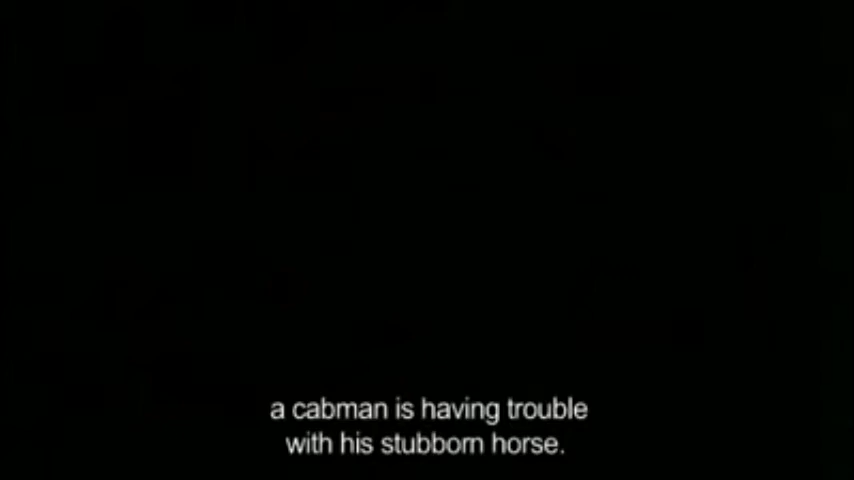 a cabman is having trouble
with his stubborn horse.